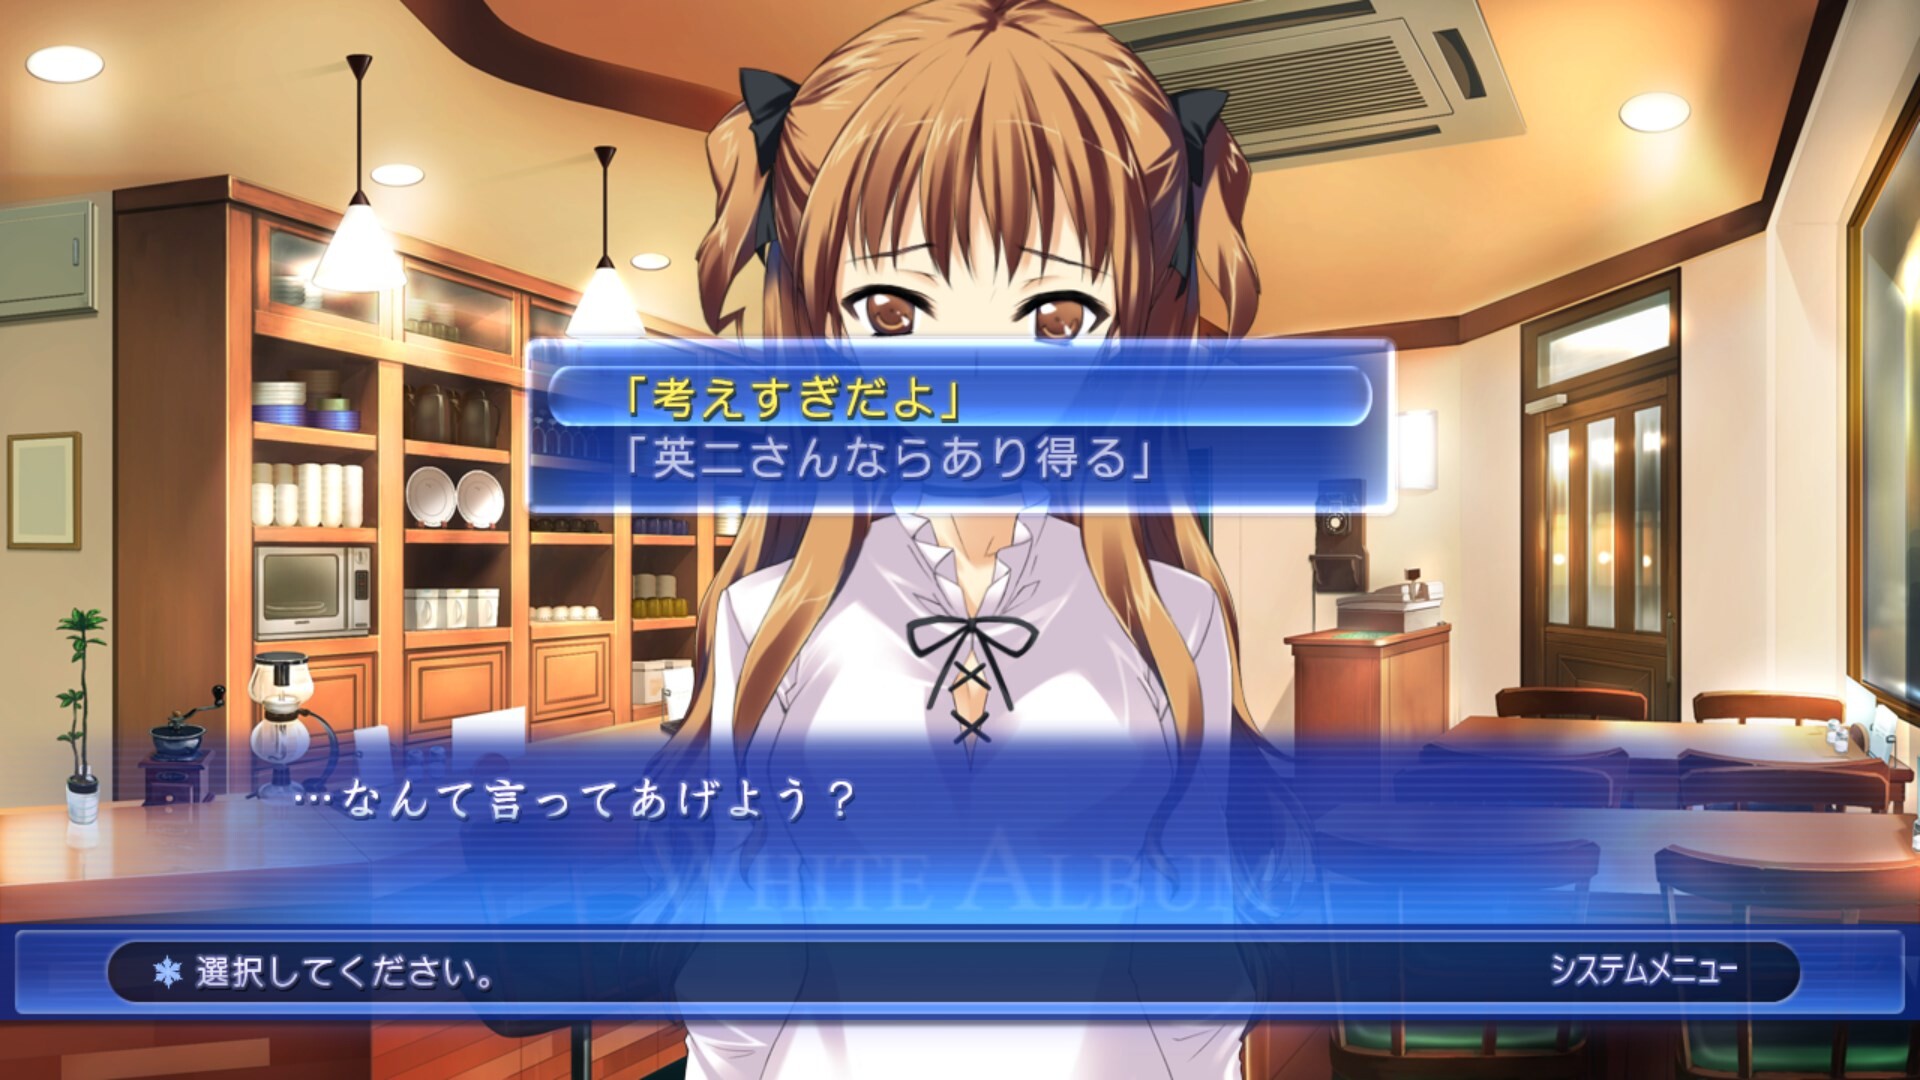 「考えすぎだよ」
「英二さんならあり得る」
…なんて言ってあげよう？
WHITE ALBUM
選択してください。
システムメニュー